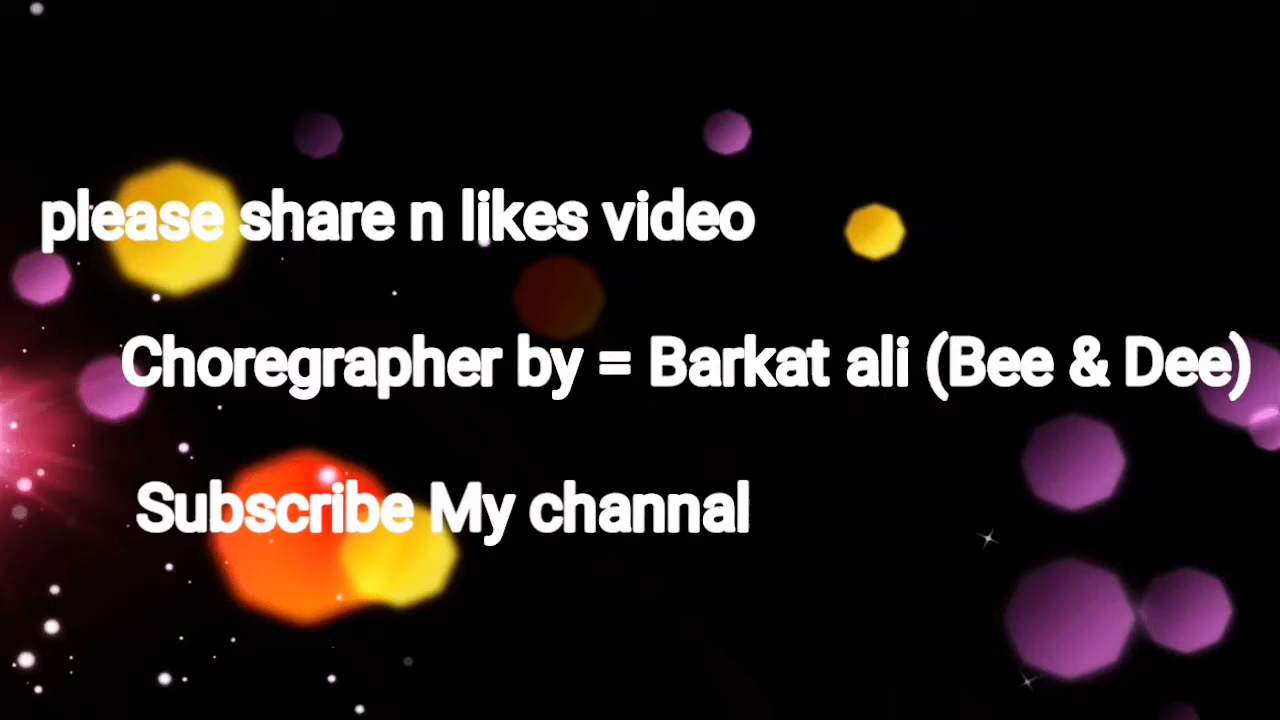 please share n likes video
Choregrapher by = Barkat ali (Bee & Dee)
Subscribe My channal